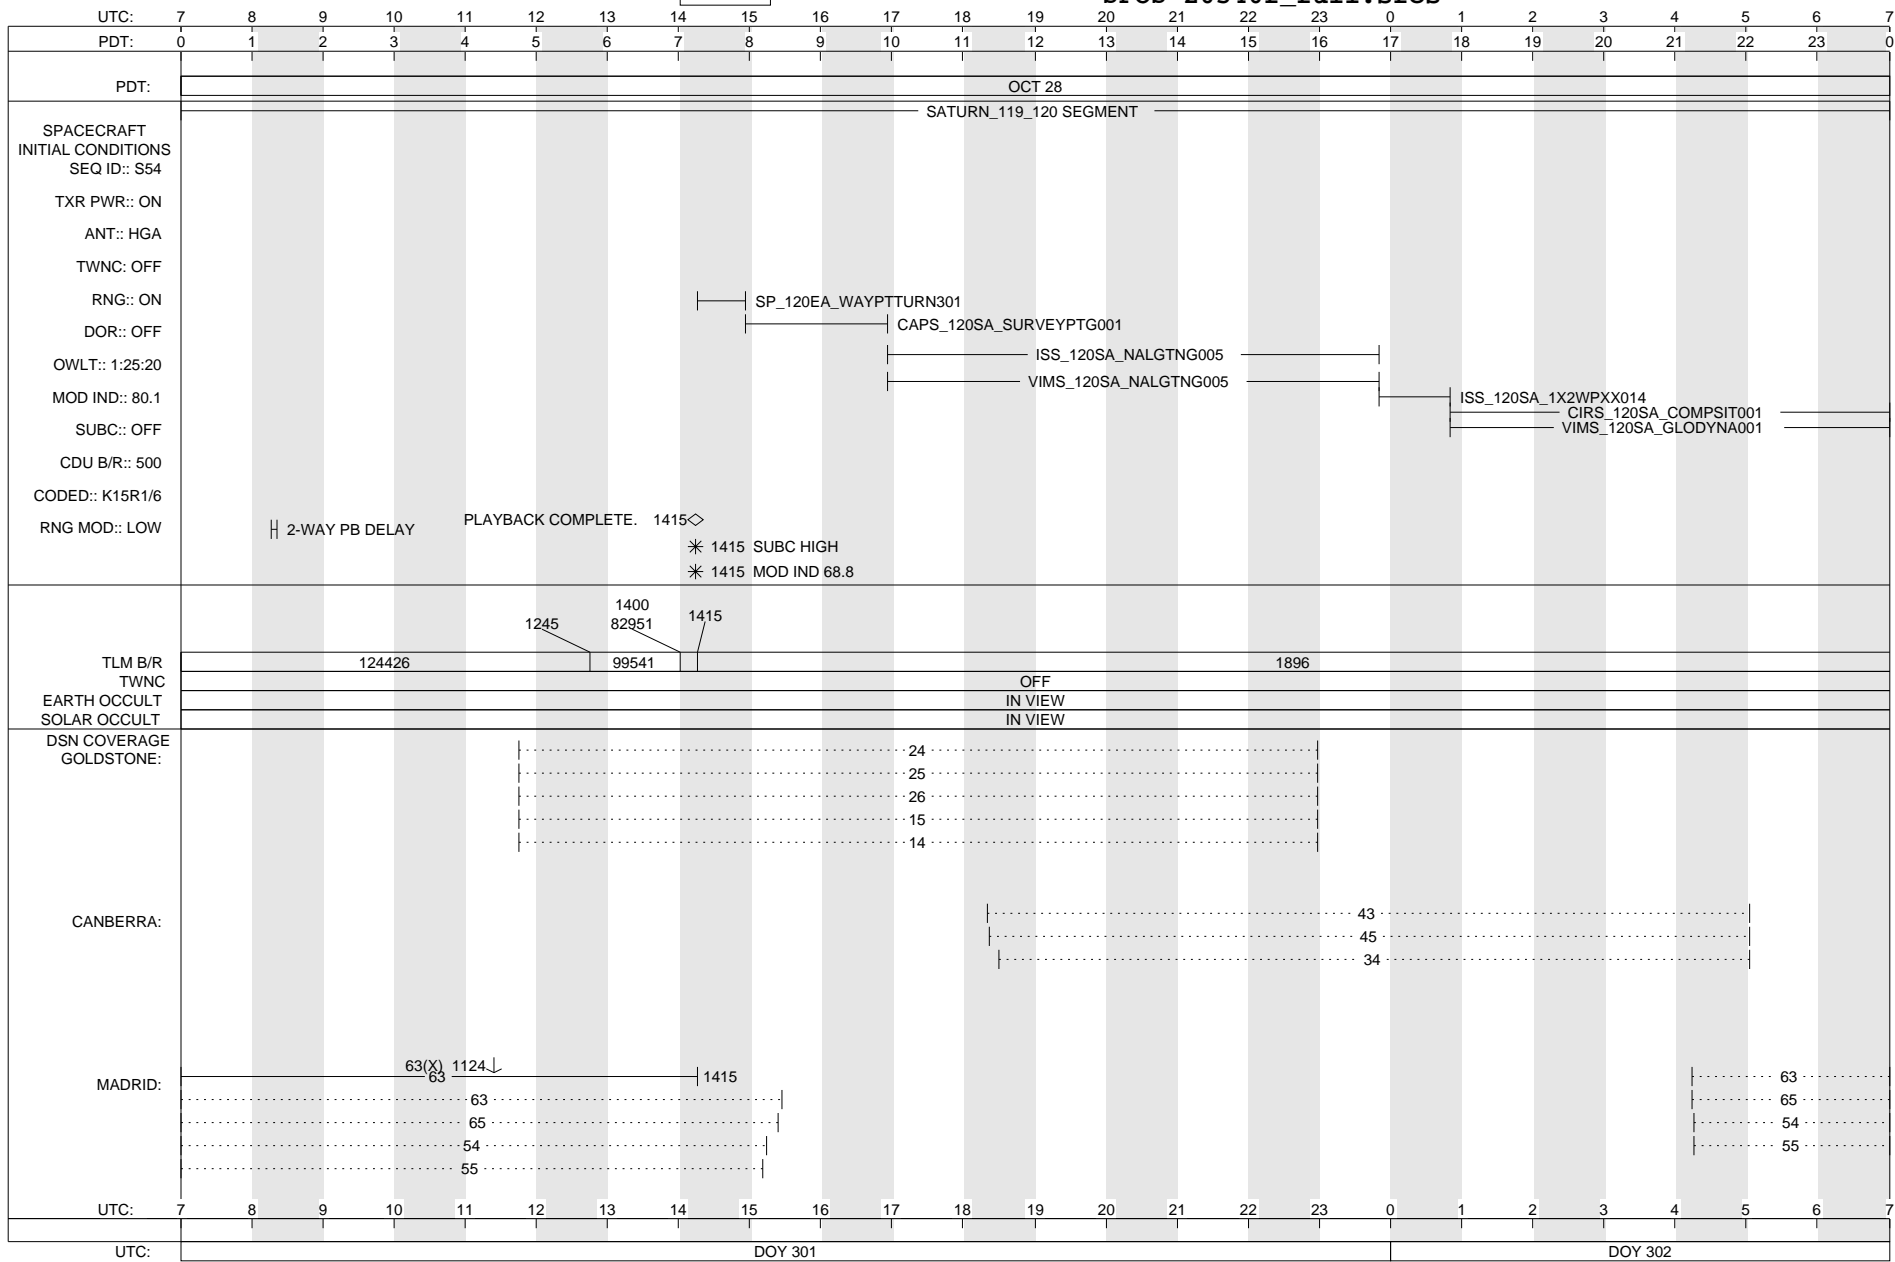 UTC: 7 8 9 10 11 12 13 14 15 16 17 18 19 20 21 22 23 0 1 2 3 4 5 6 7
PDT: 0 1 2 3 4 5 6 7 8 9 10 11 12 13 14 15 16 17 18 19 20 21 22 23 0
PDT: OCT 28
SATURN_119_120 SEGMENT
SPACECRAFT
INITIAL CONDITIONS
SEQ ID:: S54
TXR PWR:: ON
ANT:: HGA
TWNC: OFF
RNG:: ON
SP_120EA_WAYPTTURN301
DOR:: OFF
CAPS_120SA_SURVEYPTG001
ISS_120SA_NALGTNG005
OWLT:: 1:25:20
VIMS_120SA_NALGTNG005
MOD IND:: 80.1
ISS_120SA_1X2WPXX014
CIRS_120SA_COMPSIT001
SUBC:: OFF
VIMS_120SA_GLODYNA001
CDU B/R:: 500
CODED:: K15R1/6
RNG MOD:: LOW
2-WAY PB DELAY
PLAYBACK COMPLETE. 1415
1415 SUBC HIGH
1415 MOD IND 68.8
1400
1245 82951 1415
TLM B/R 124426 99541 1896
TWNC OFF
EARTH OCCULT IN VIEW
SOLAR OCCULT IN VIEW
DSN COVERAGE
GOLDSTONE:
24
25
26
15
14
CANBERRA:
43
45
34
MADRID:
63(X) 1124
63 1415 63
63 65
65 54
54 55
55
UTC: 7 8 9 10 11 12 13 14 15 16 17 18 19 20 21 22 23 0 1 2 3 4 5 6 7
UTC: DOY 301 DOY 302